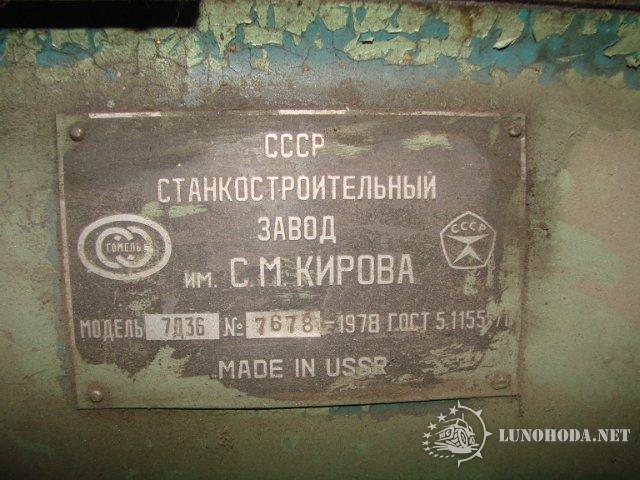 СССР
СТАНКОСТРОИТЕЛЬНЫЙ
ЗАВОД
ГОМЕЛЬ
СССР
им. С.М.КИРОВА
МОДЕЛЬ 7Д36 № 7678-1978 ГОСТ 5.1155-71
MADE IN USSR
LUNOHODA.NET